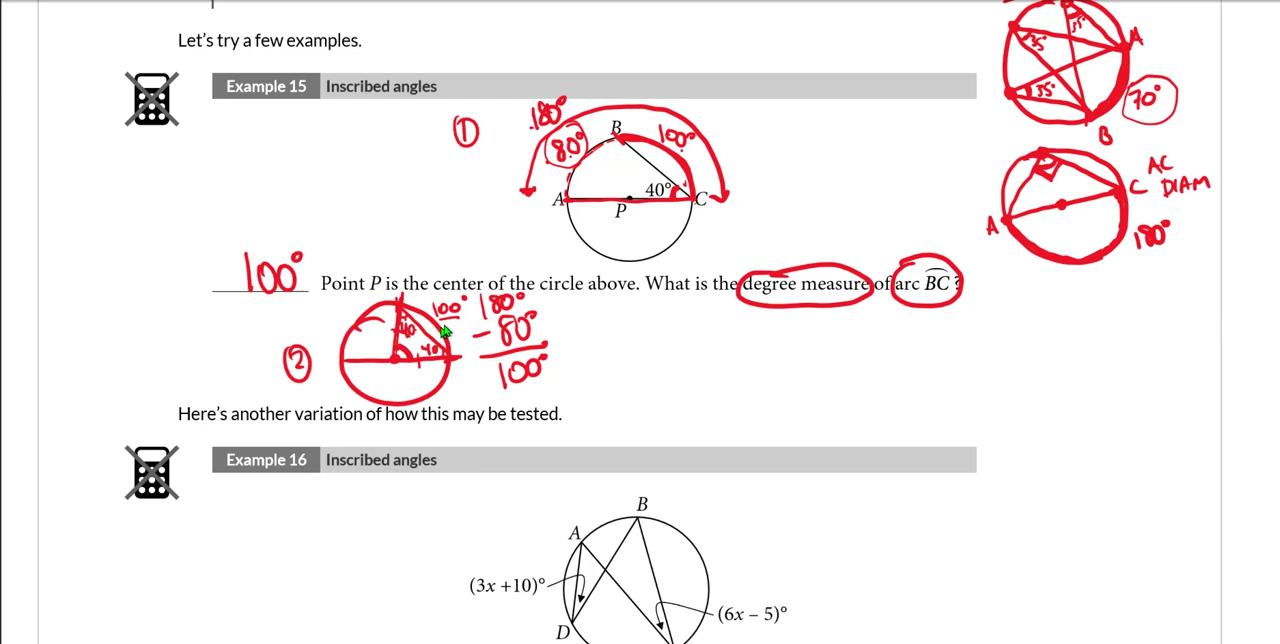 Let's try a few examples.
Example 15 Inscribed angles
①
180°
80°
B
100°
A
40°
C
P
35°
35°
35°
A
70°
B
AC
C DIAM
A
180°
100° Point P is the center of the circle above. What is the degree measure of arc BC?
②
100°
40
40
180°
- 80°
100°
Here's another variation of how this may be tested.
Example 16 Inscribed angles
B
A
(3x +10)°
(6x – 5)°
D